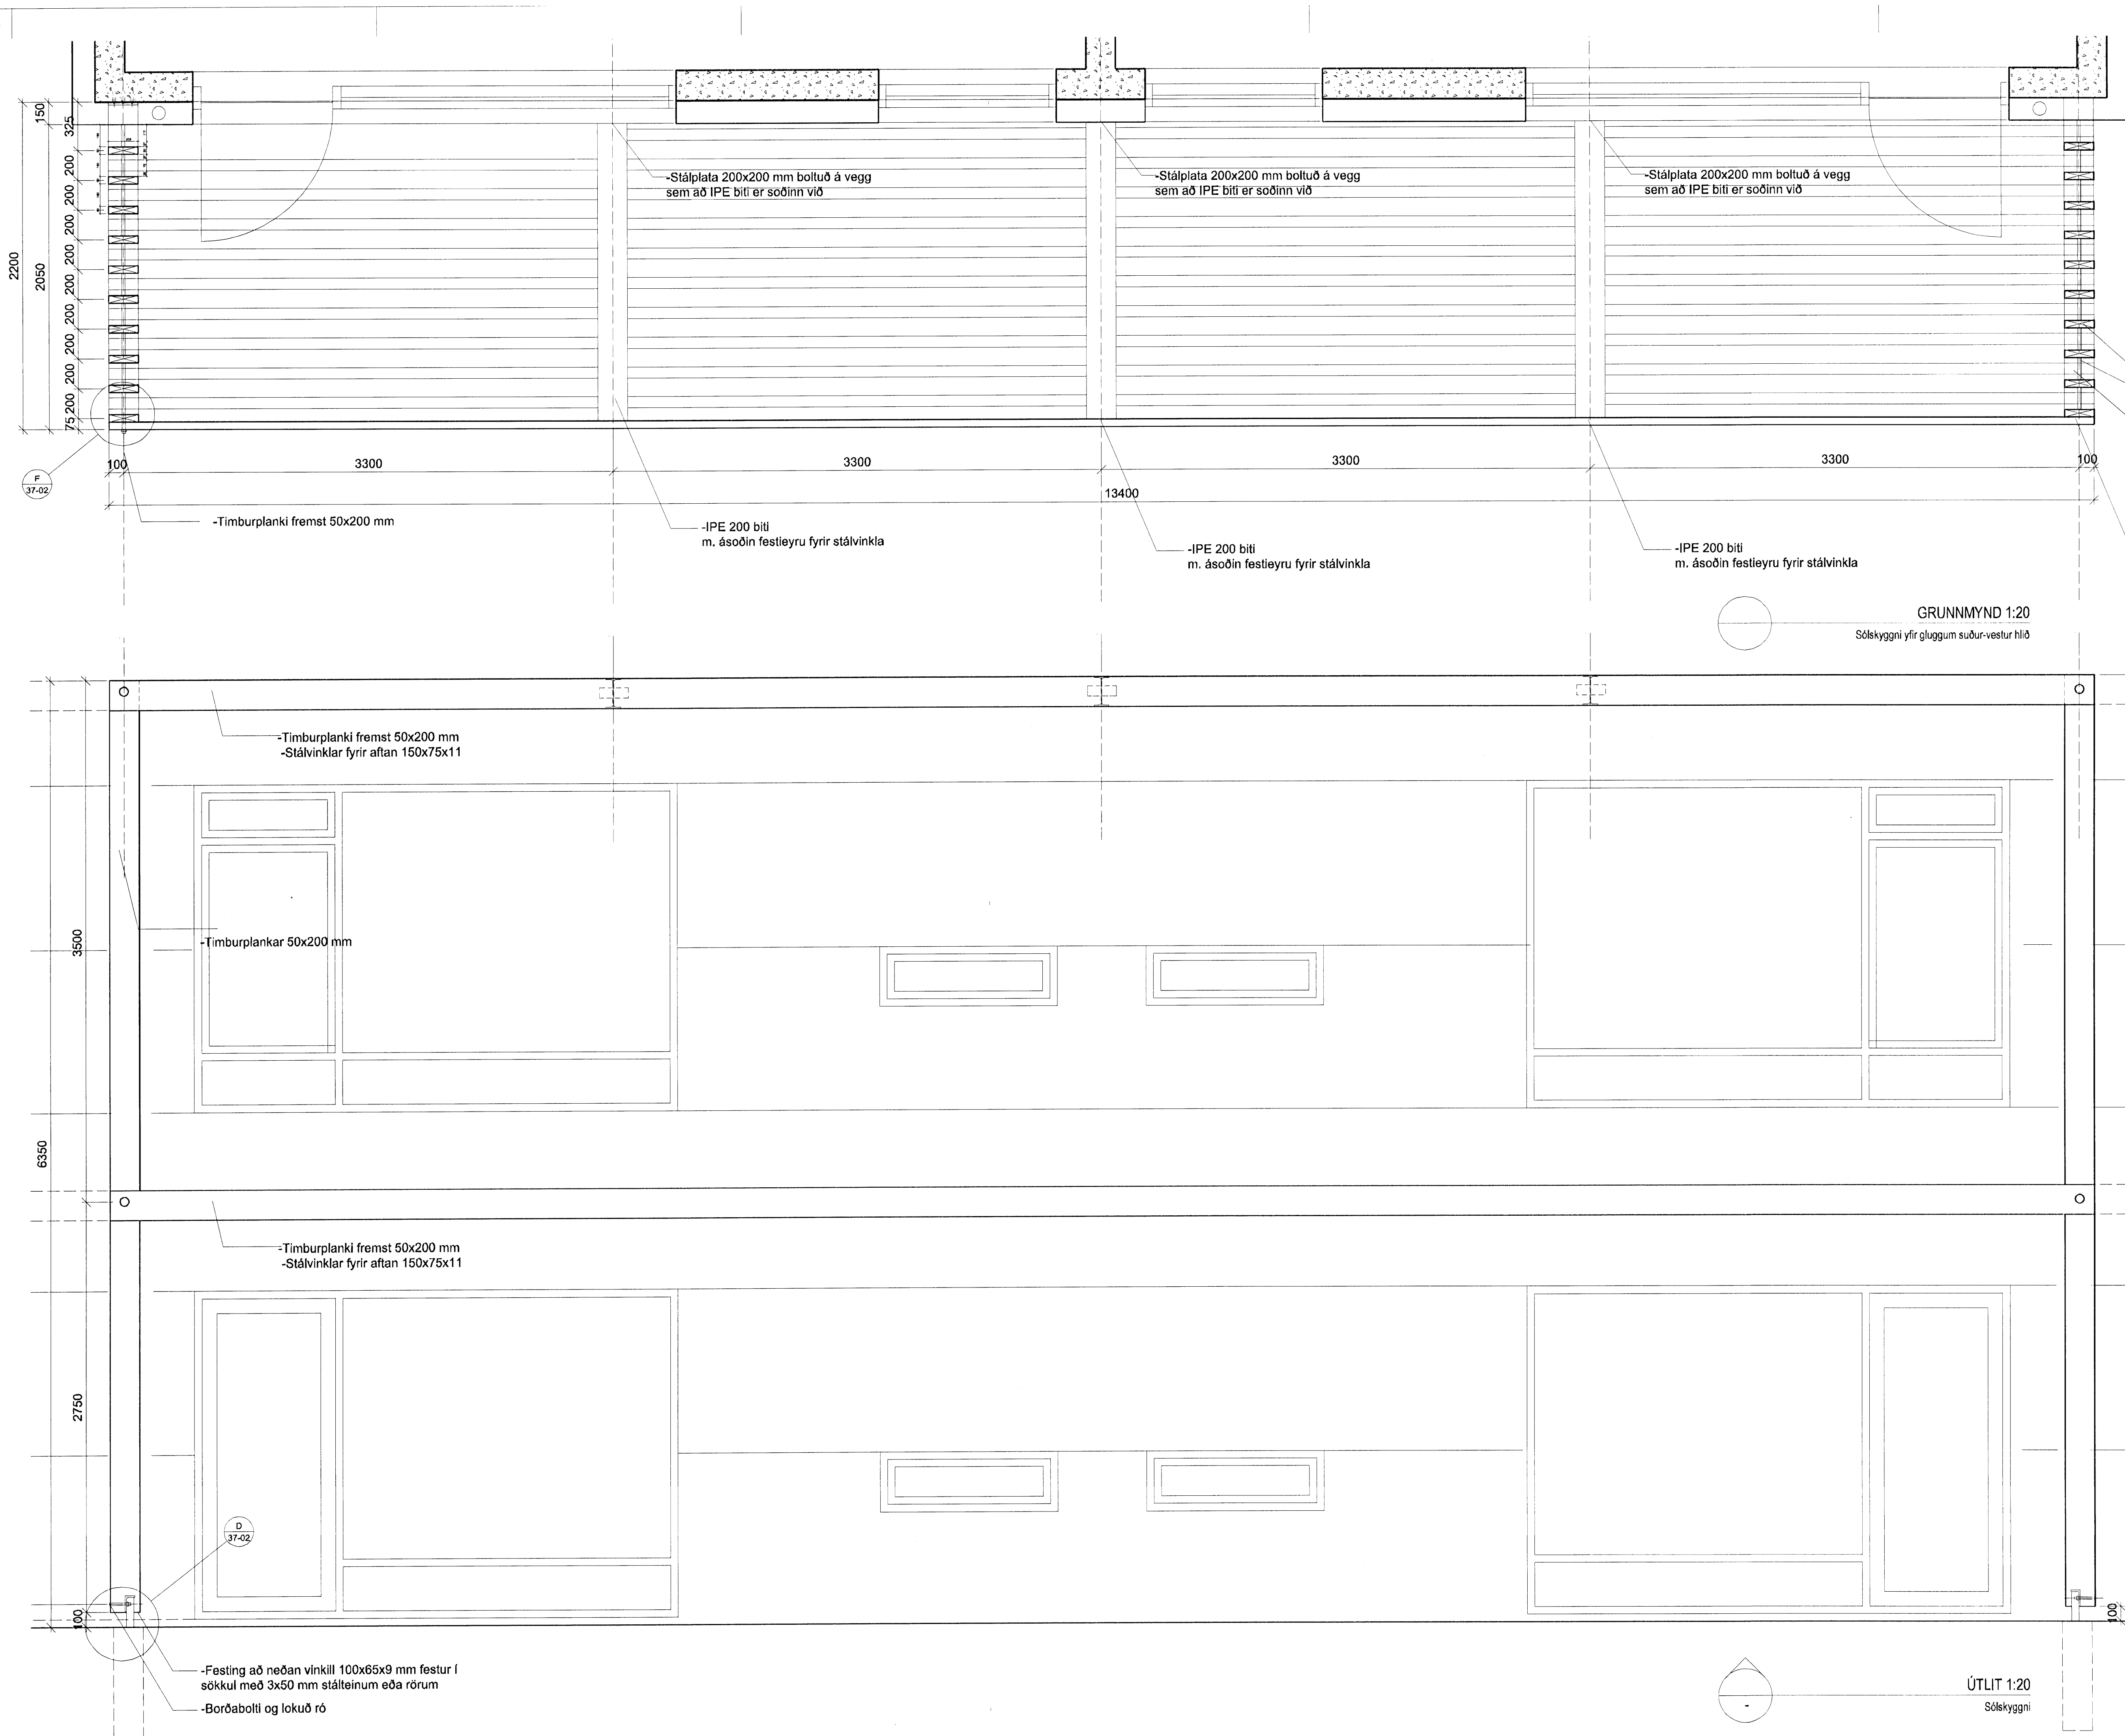 150
325
200
200
200
200
200
200
200
200
200
75
2050
2200
-Stálplata 200x200 mm boltuð á vegg
sem að IPE biti er soðinn við
-Stálplata 200x200 mm boltuð á vegg
sem að IPE biti er soðinn við
-Stálplata 200x200 mm boltuð á vegg
sem að IPE biti er soðinn við
100
3300
3300
3300
3300
100
13400
F
37-02
-Timburplanki fremst 50x200 mm
-IPE 200 biti
m. ásoðin festieyru fyrir stálvinkla
-IPE 200 biti
m. ásoðin festieyru fyrir stálvinkla
-IPE 200 biti
m. ásoðin festieyru fyrir stálvinkla
GRUNNMYND 1:20
Sólskyggni yfir gluggum suður-vestur hlið
-Timburplanki fremst 50x200 mm
-Stálvinklar fyrir aftan 150x75x11
-Timburplankar 50x200 mm
3500
6350
-Timburplanki fremst 50x200 mm
-Stálvinklar fyrir aftan 150x75x11
2750
D
37-02
100
100
-Festing að neðan vinkill 100x65x9 mm festur í
sökkul með 3x50 mm stálteinum eða rörum
-Borðabolti og lokuð ró
-
ÚTLIT 1:20
Sólskyggni